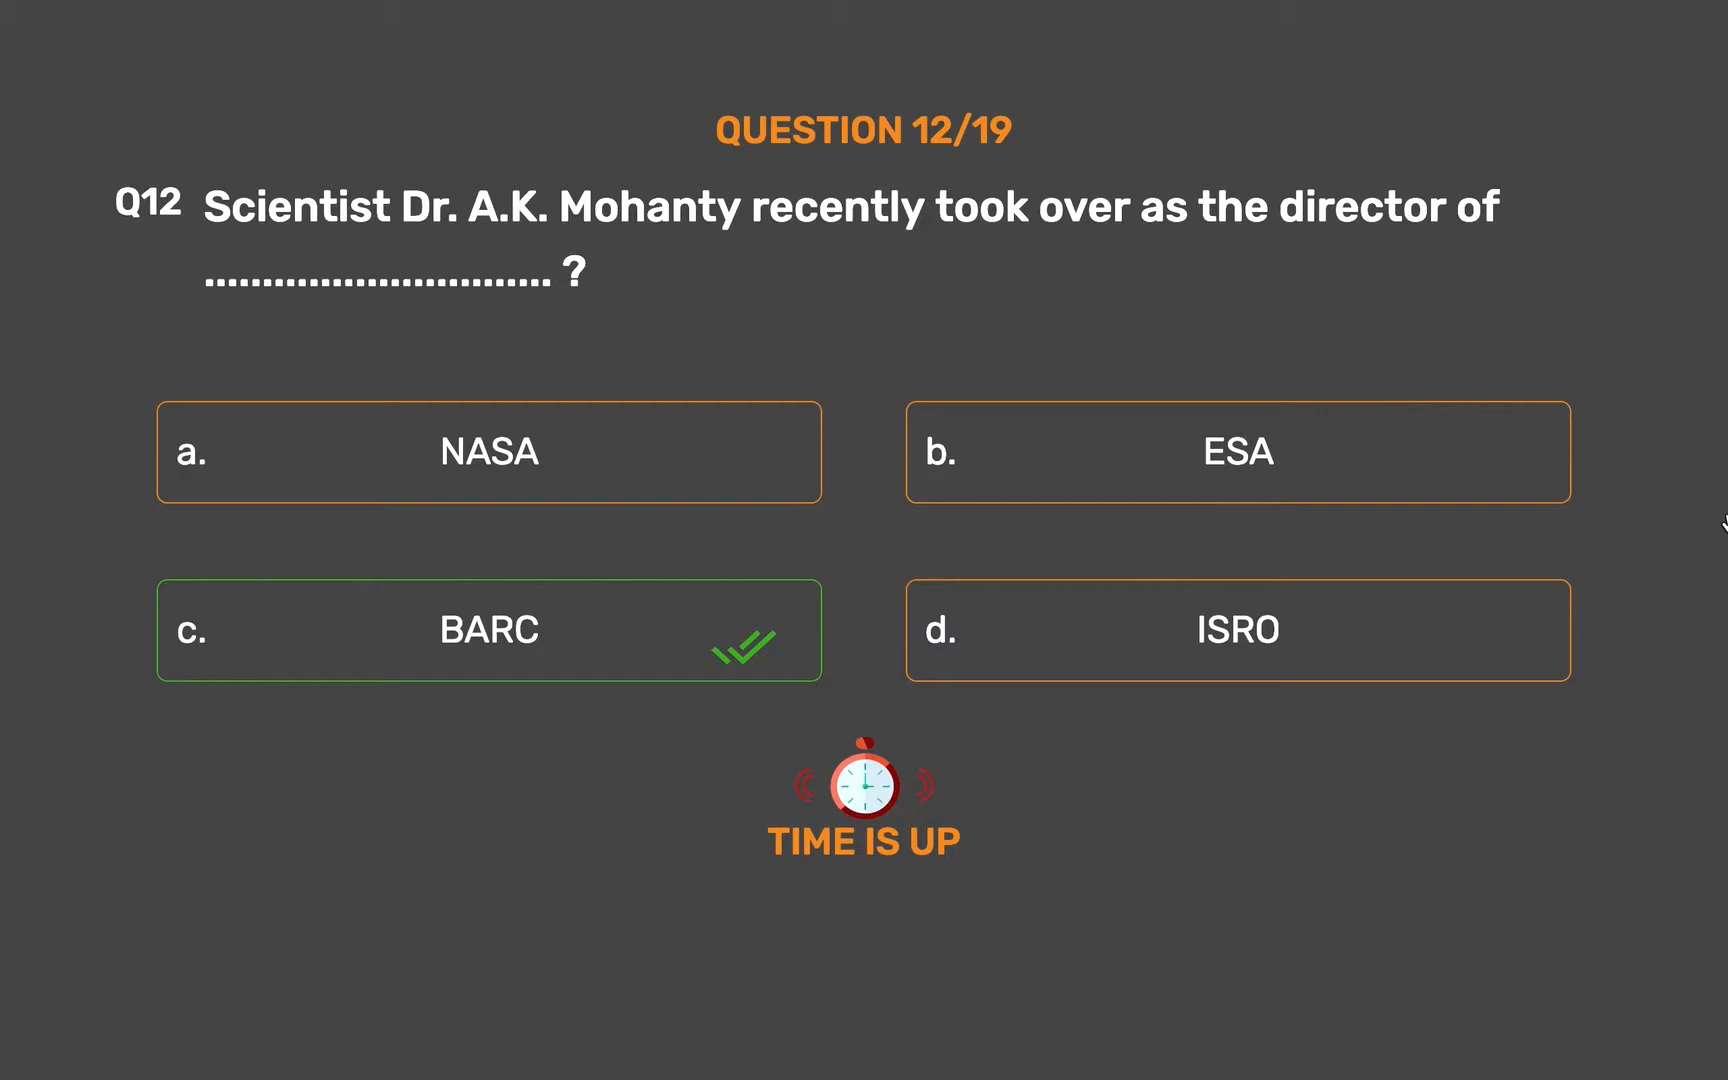 QUESTION 12/19
Q12 Scientist Dr. A.K. Mohanty recently took over as the director of
.............................. ?
a. NASA
b. ESA
c. BARC
d. ISRO
TIME IS UP